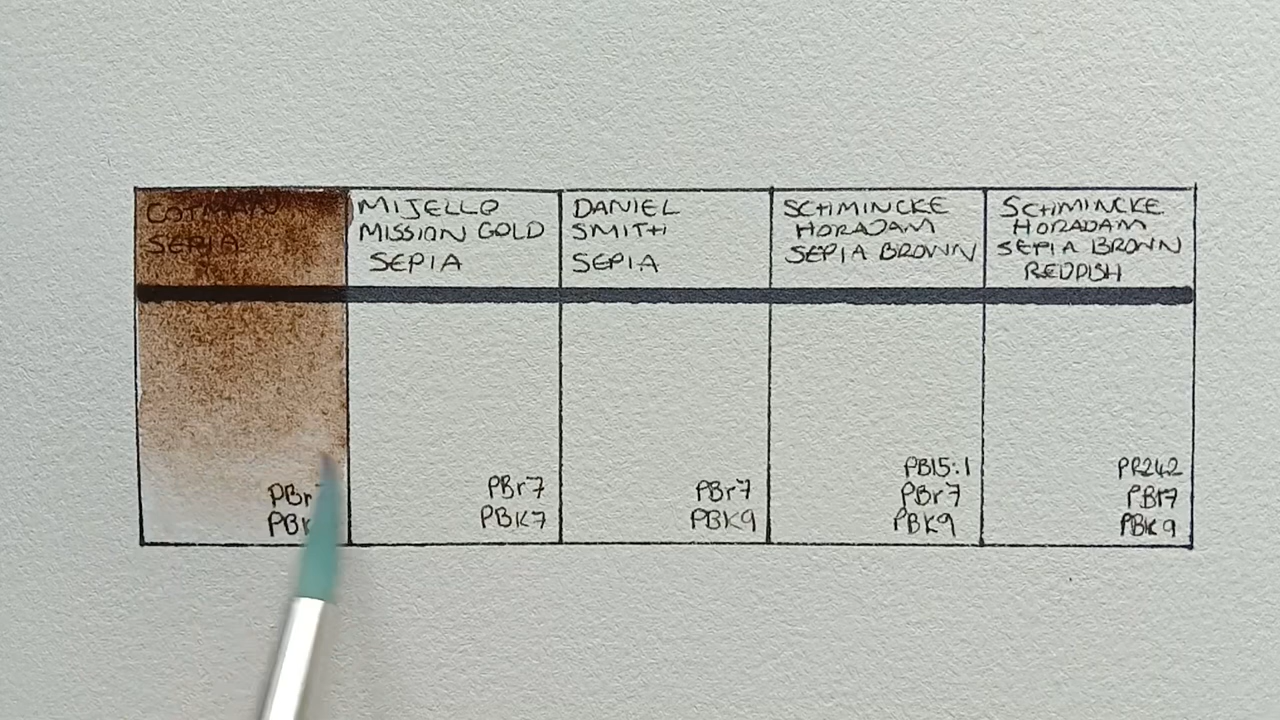 COTMAN
SEPIA
MIJELLO
MISSION GOLD
SEPIA
DANIEL
SMITH
SEPIA
SCHMINCKE
HORADAM
SEPIA BROWN
SCHMINCKE
HORADAM
SEPIA BROWN
REDDISH
PBr7
PBK7
PBr7
PBK9
PB15:1
PBr7
PBK9
PR242
PBr7
PBK9